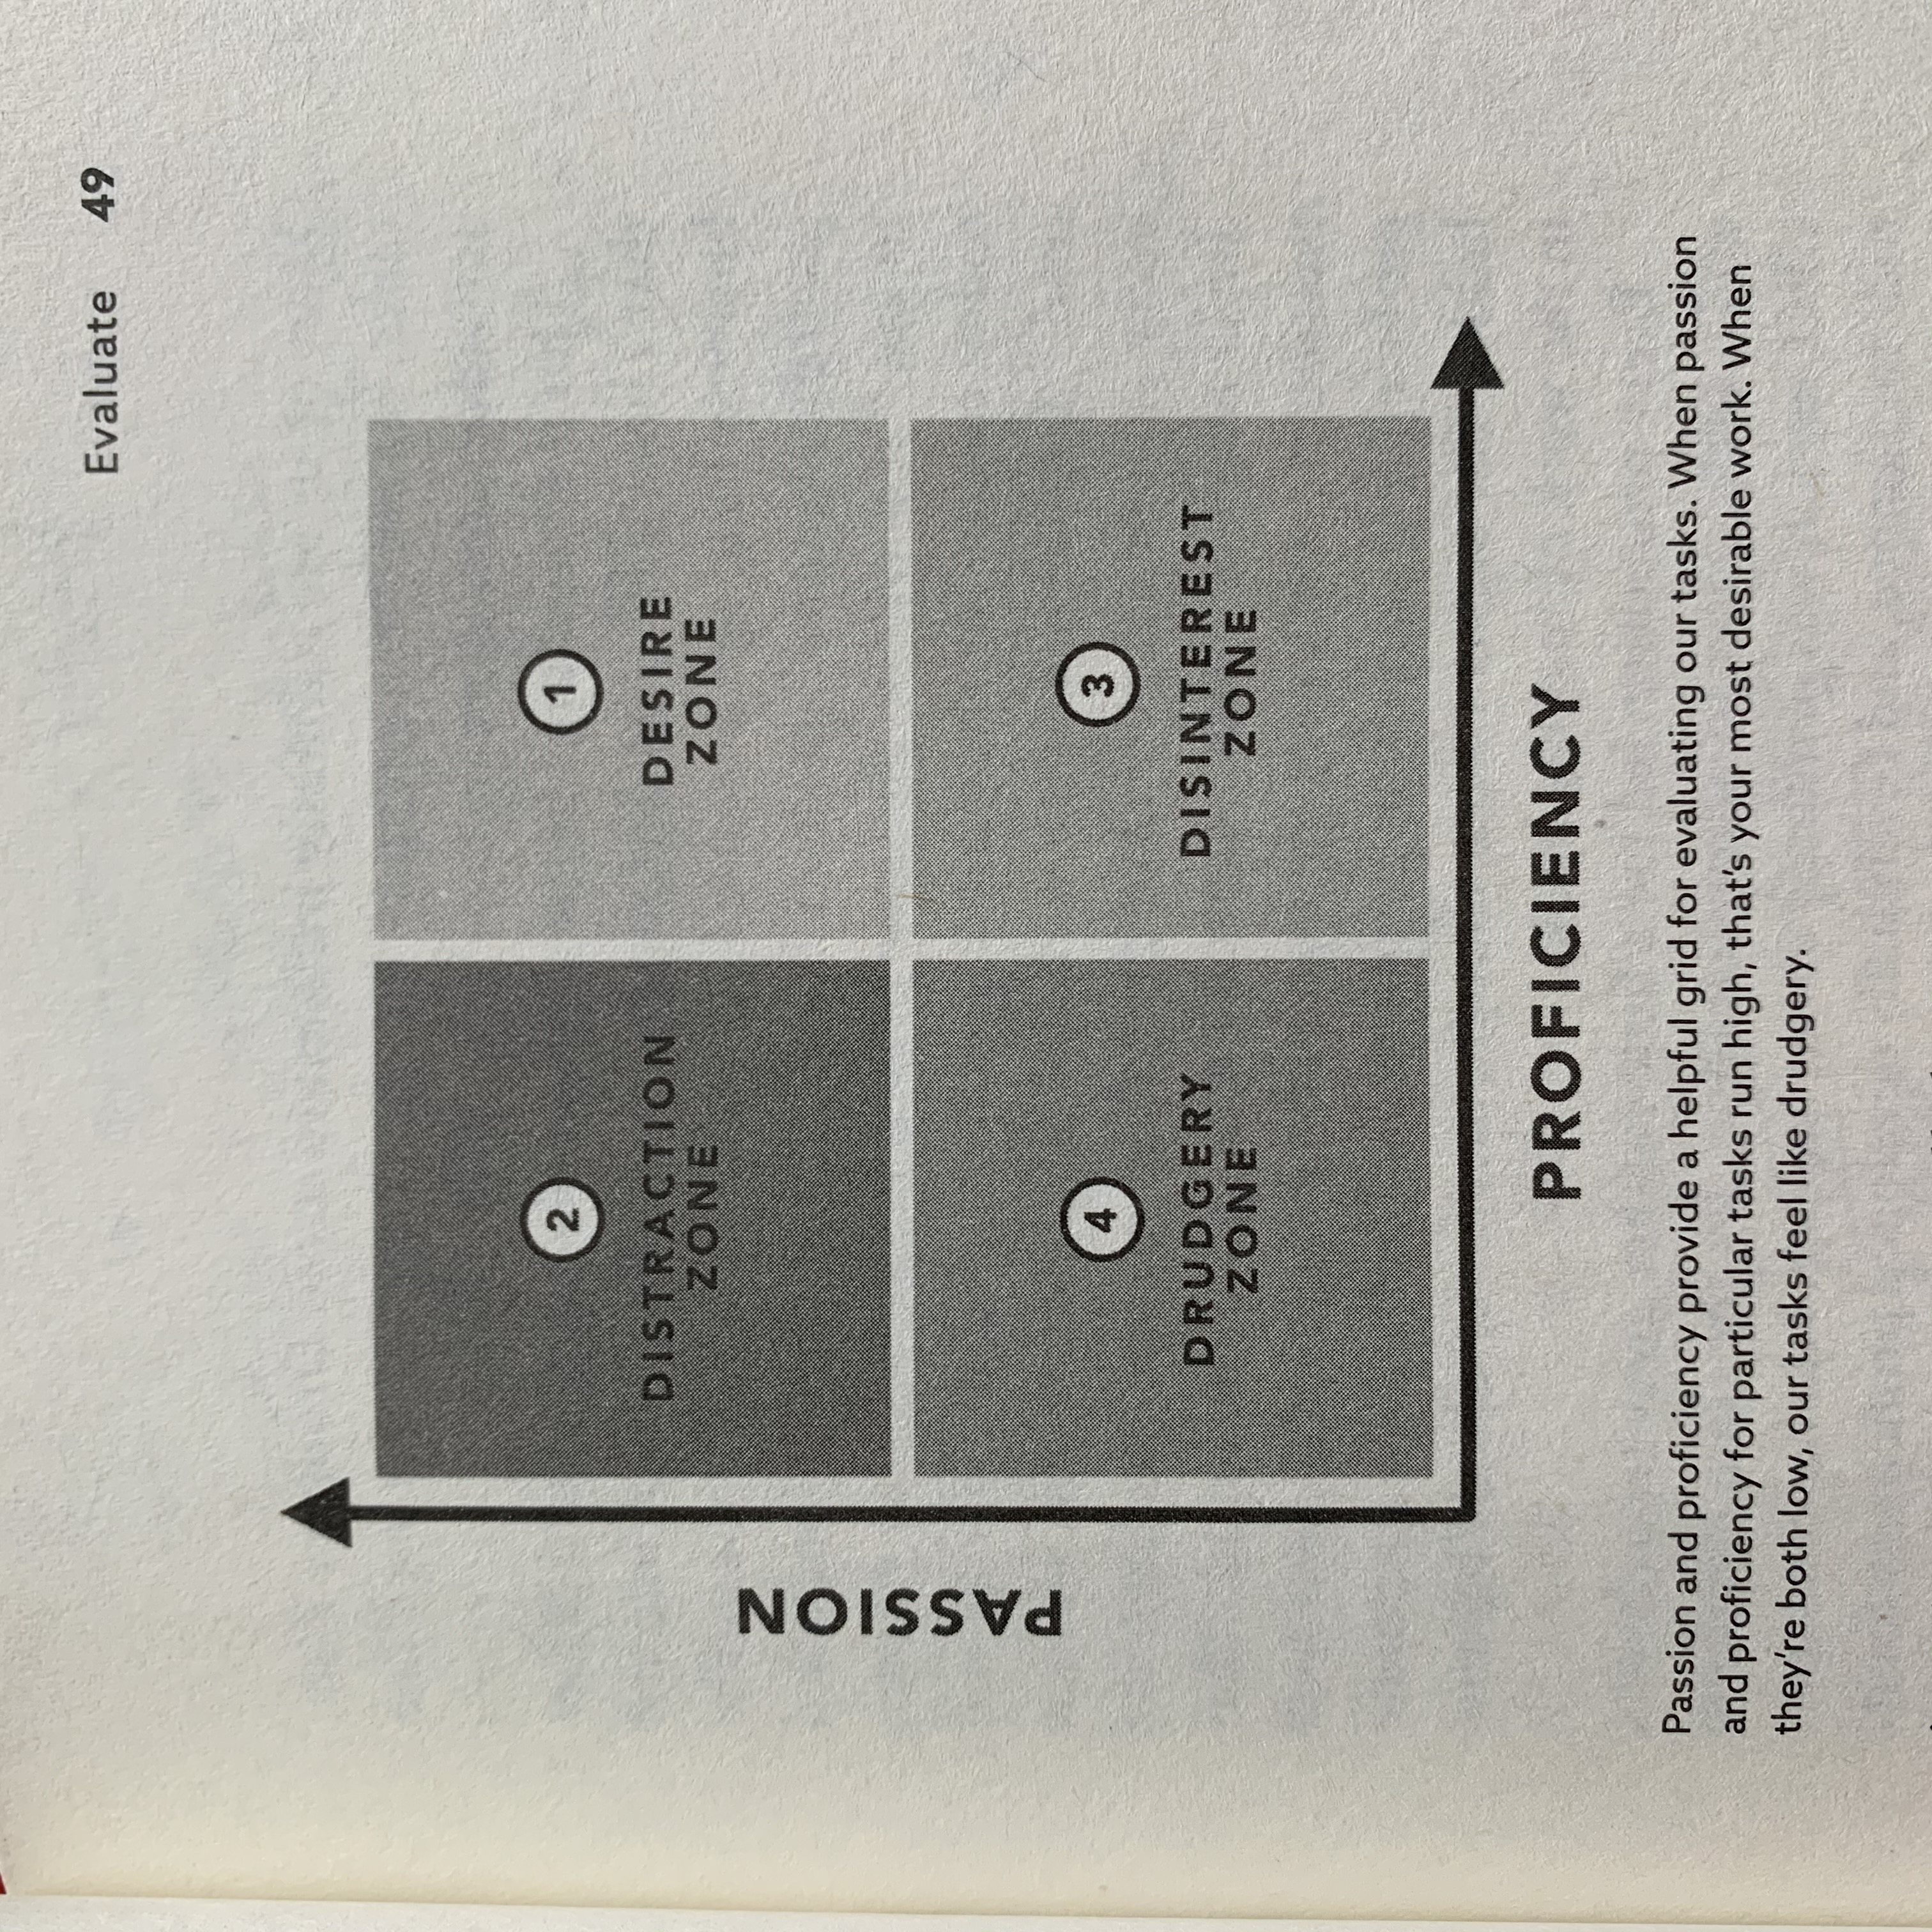 Evaluate 49
PASSION
2
DISTRACTION
ZONE
1
DESIRE
ZONE
4
DRUDGERY
ZONE
3
DISINTEREST
ZONE
PROFICIENCY
Passion and proficiency provide a helpful grid for evaluating our tasks. When passion
and proficiency for particular tasks run high, that's your most desirable work. When
they're both low, our tasks feel like drudgery.